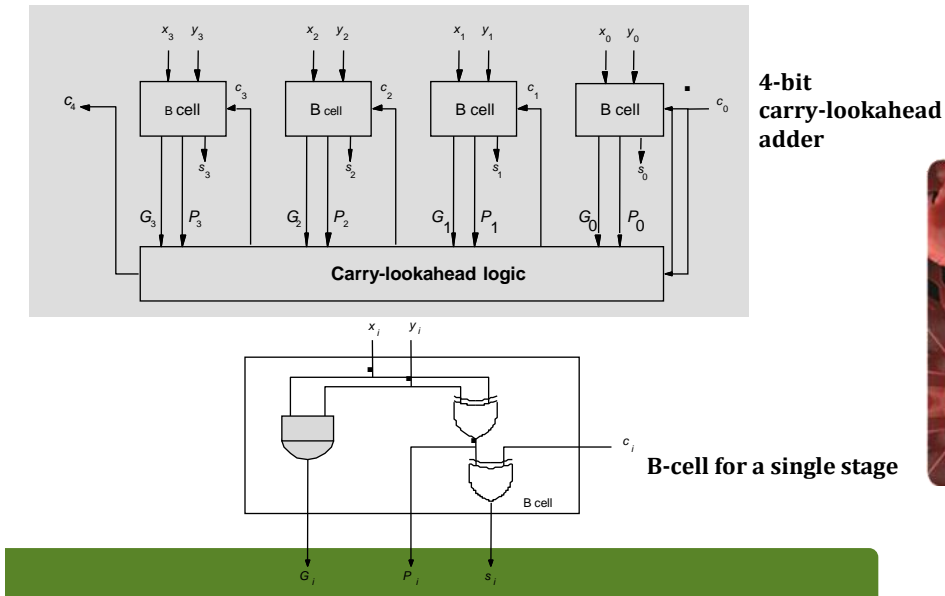 x3 y3 x2 y2 x1 y1 x0 y0
c4 B cell c3 B cell c2 B cell c1 B cell c0
s3 s2 s1 s0
G3 P3 G2 P2 G1 P1 G0 P0
Carry-lookahead logic
4-bit
carry-lookahead
adder
xi yi
ci
B cell
B-cell for a single stage
Gi Pi si